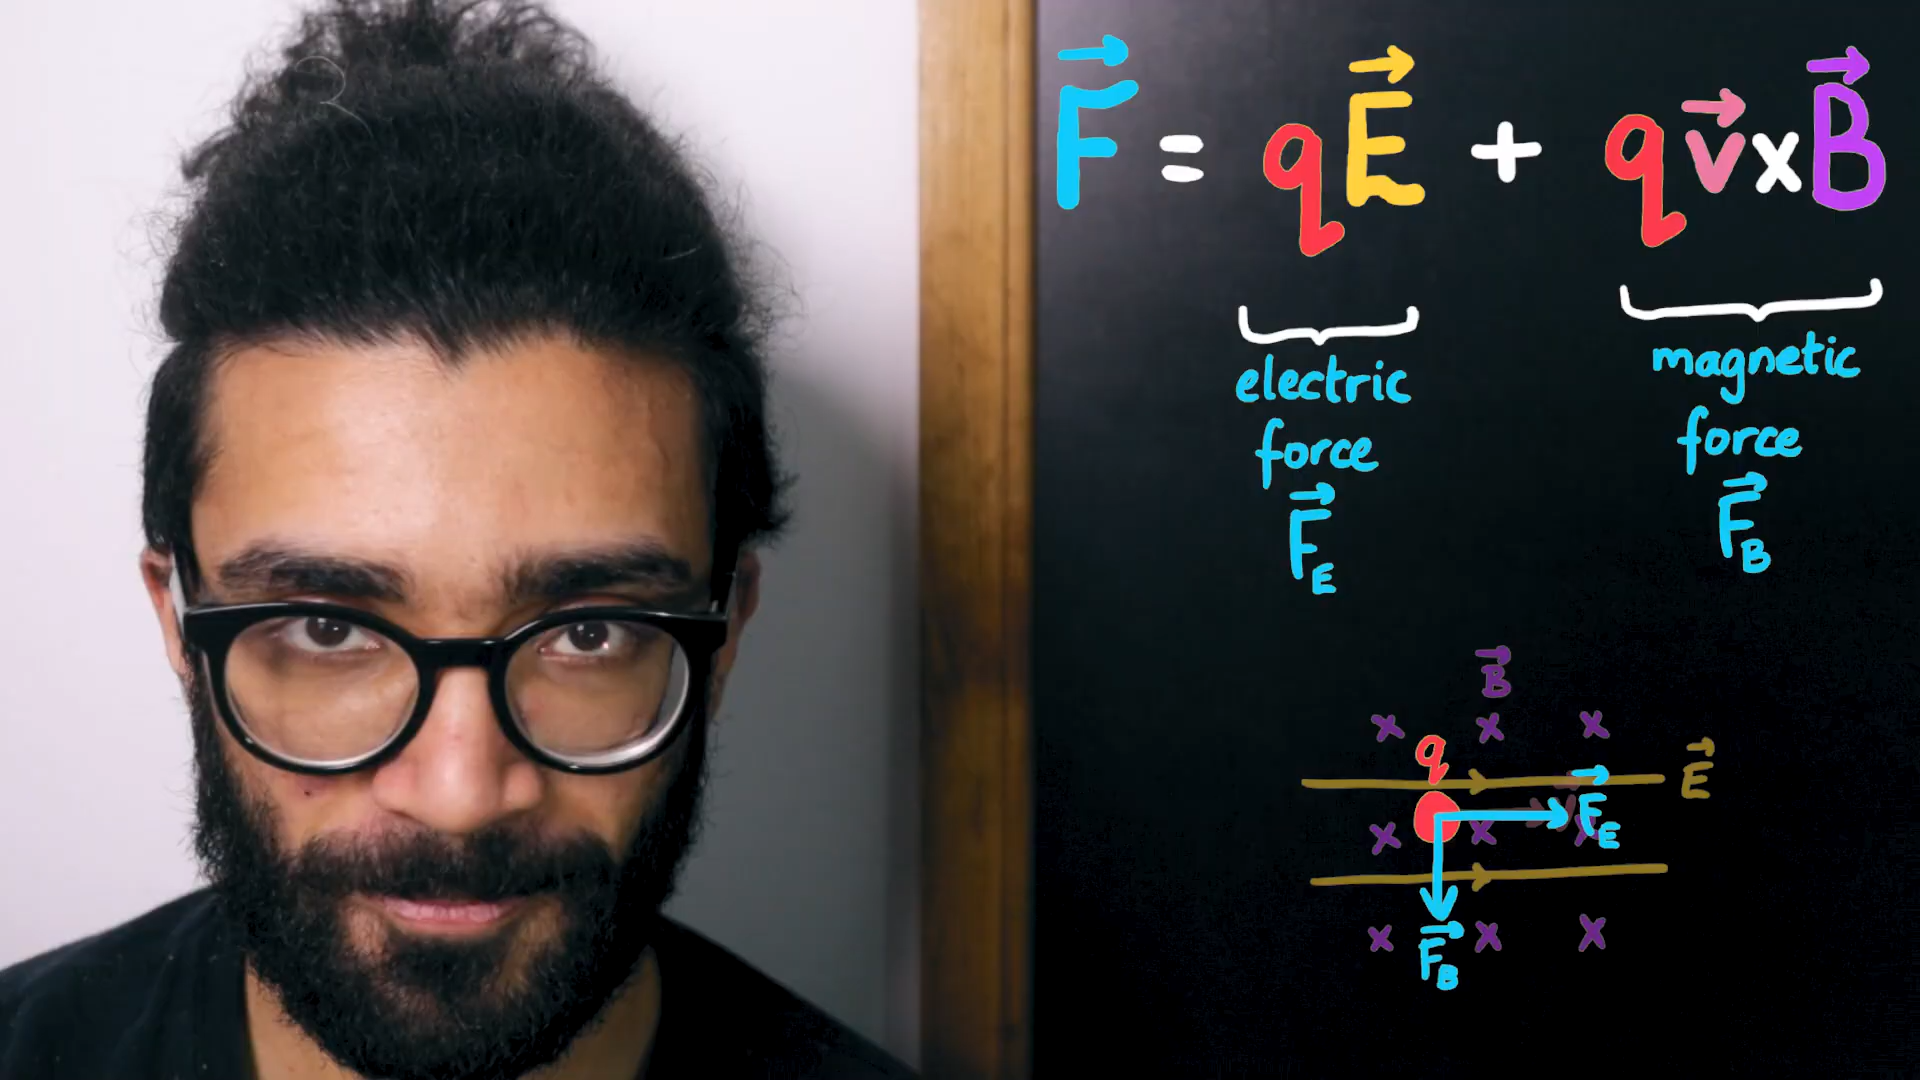 F = qE + qv×B
electric
force
F_E
magnetic
force
F_B
B
x x x
q
E
F_E
x x x
x x x
F_B